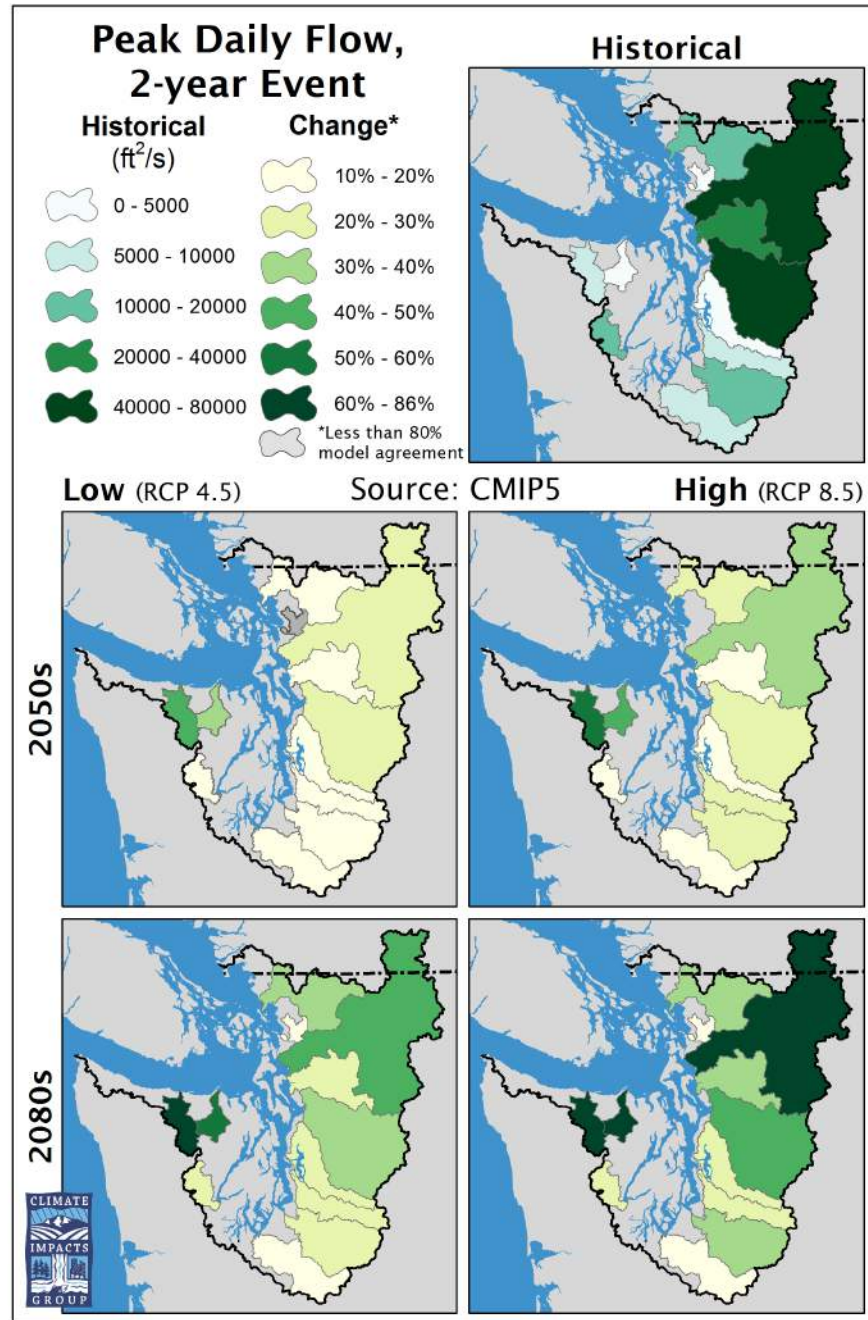 Peak Daily Flow,
2-year Event
Historical
(ft²/s)
0 - 5000
5000 - 10000
10000 - 20000
20000 - 40000
40000 - 80000
Change*
10% - 20%
20% - 30%
30% - 40%
40% - 50%
50% - 60%
60% - 86%
*Less than 80%
model agreement
Historical
Low (RCP 4.5)
Source: CMIP5
High (RCP 8.5)
2050s
2080s
CLIMATE
IMPACTS
GROUP